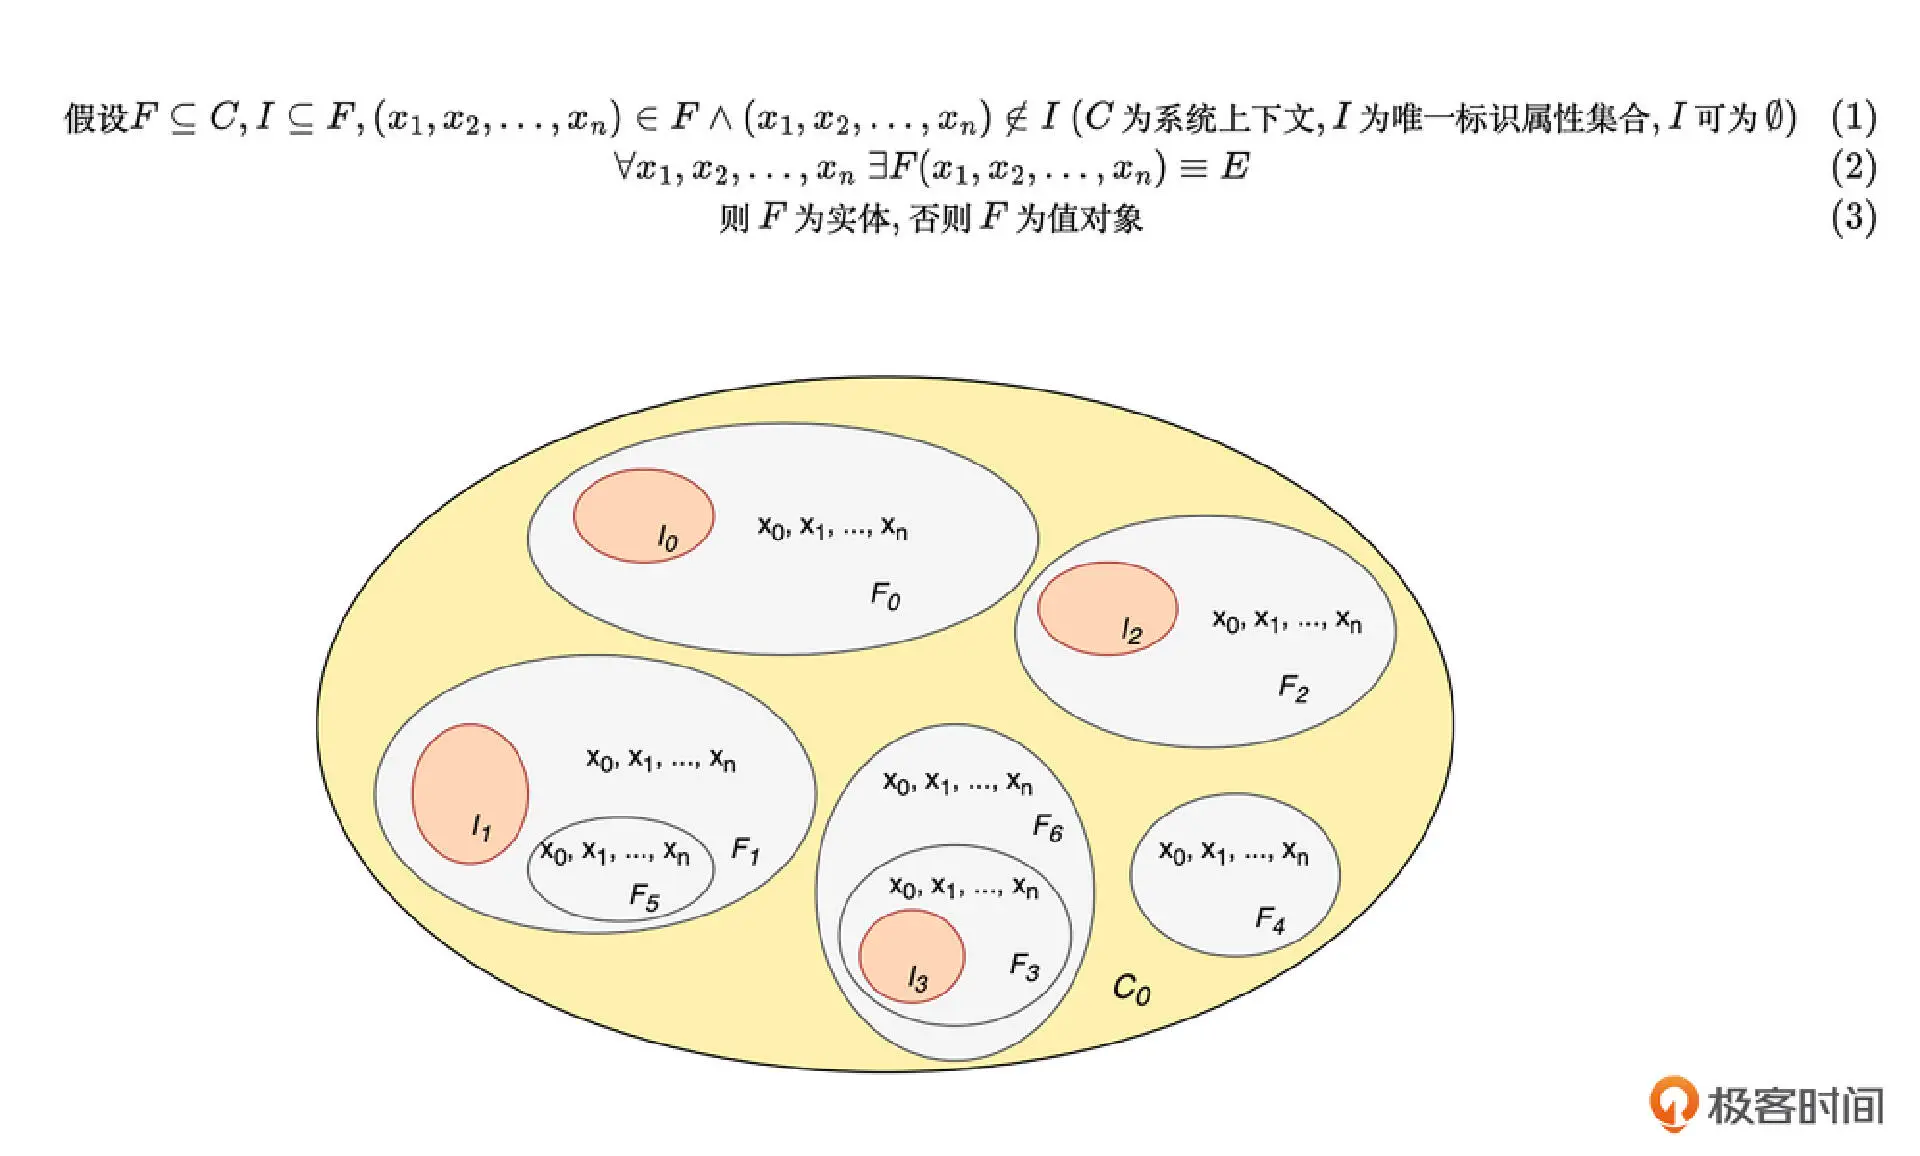 假设F ⊆ C, I ⊆ F, (x₁, x₂, ..., xₙ) ∈ F ∧ (x₁, x₂, ..., xₙ) ∉ I (C 为系统上下文, I 为唯一标识属性集合, I 可为 ∅) (1)
∀x₁, x₂, ..., xₙ ∃F(x₁, x₂, ..., xₙ) ≡ E (2)
则 F 为实体, 否则 F 为值对象 (3)
I₀
x₀, x₁, ..., xₙ
F₀
I₂
x₀, x₁, ..., xₙ
F₂
x₀, x₁, ..., xₙ
I₁
x₀, x₁, ..., xₙ
F₁
F₅
x₀, x₁, ..., xₙ
F₆
x₀, x₁, ..., xₙ
I₃
F₃
x₀, x₁, ..., xₙ
F₄
C₀
极客时间